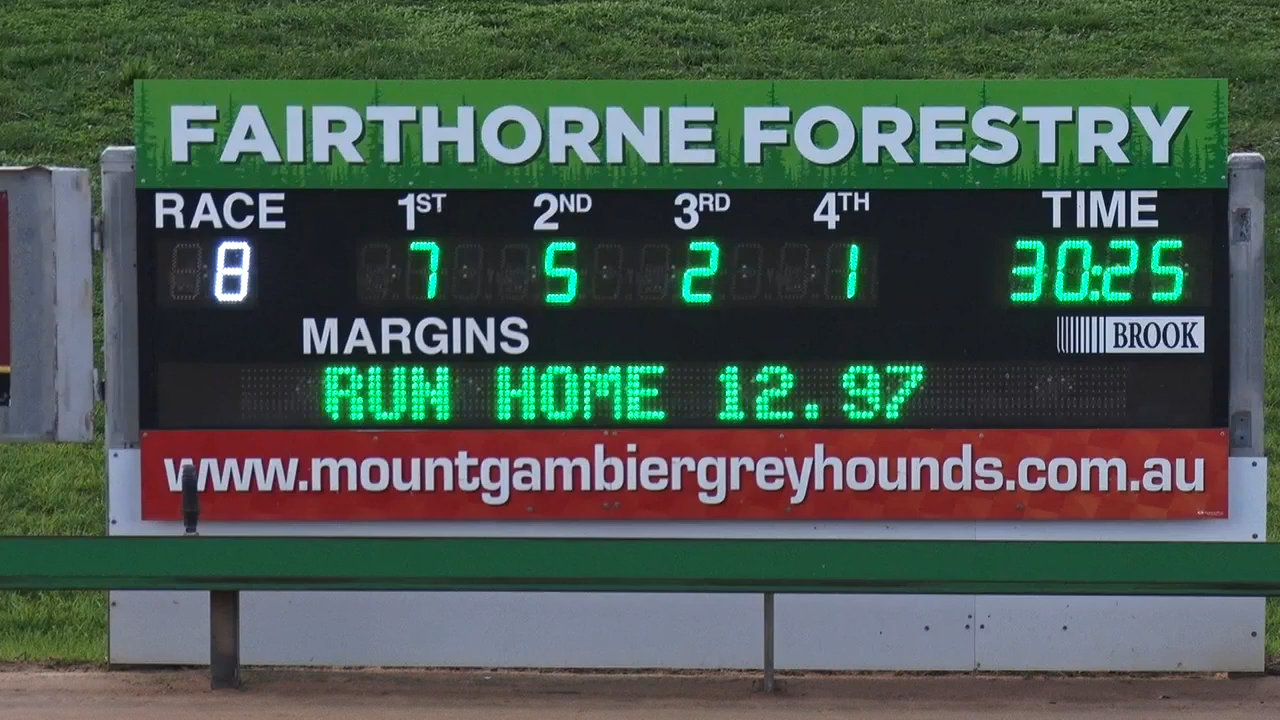 FAIRTHORNE FORESTRY
RACE 1ST 2ND 3RD 4TH TIME
8 7 5 2 1 30:25
MARGINS BROOK
RUN HOME 12.97
www.mountgambiergreyhounds.com.au